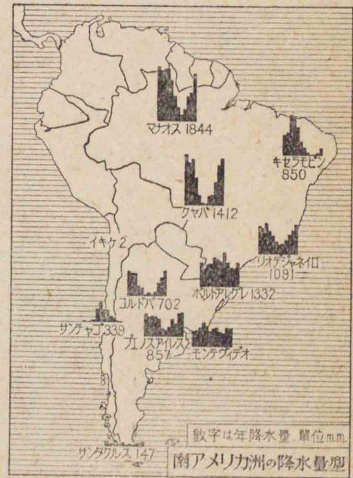 マナオス 1844
キセラモビン
850
クヤバ 1412
イキケ 2
リオデジャネイロ
1081
コルドバ 702
ポルトアレグレ 1332
サンチャゴ 339
ブエノスアイレス
857
モンテヴィデオ
サンタクルス 147
数字は年降水量、單位mm
南アメリカ洲の降水量型